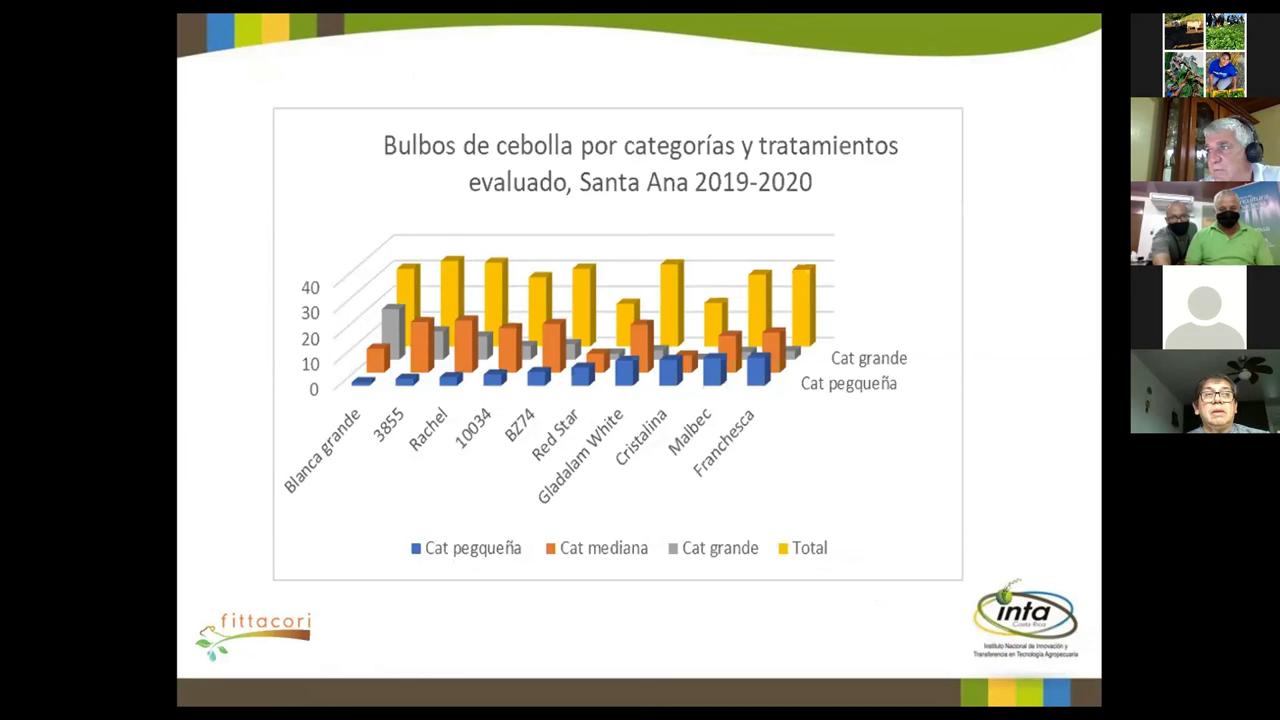 Bulbos de cebolla por categorías y tratamientos
evaluado, Santa Ana 2019-2020
40
30
20
10
0
Cat grande
Cat pegqueña
Blanca grande
3855
Rachel
10034
BZ74
Red Star
Gladalam White
Cristalina
Malbec
Franchesca
Cat pegqueña
Cat mediana
Cat grande
Total
fittacori
inta
Costa Rica
Instituto Nacional de Innovación y
Transferencia en Tecnología Agropecuaria